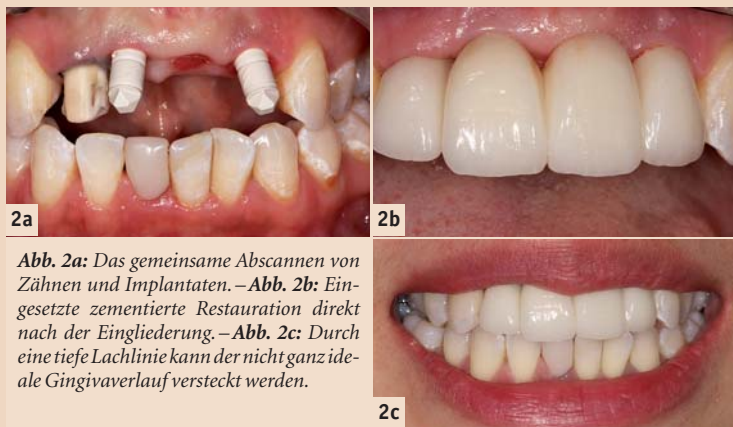 2a
2b
Abb. 2a: Das gemeinsame Abscannen von
Zähnen und Implantaten. – Abb. 2b: Ein-
gesetzte zementierte Restauration direkt
nach der Eingliederung. – Abb. 2c: Durch
eine tiefe Lachlinie kann der nicht ganz ide-
ale Gingivaverlauf versteckt werden.
2c